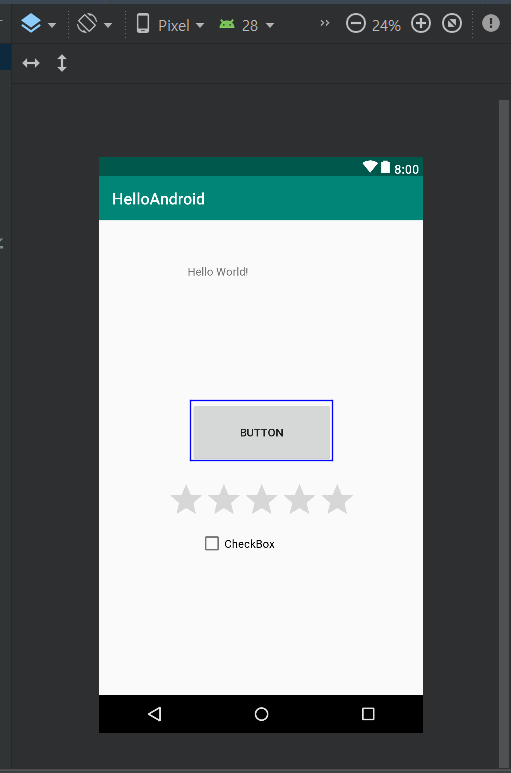 Pixel 28 24%
8:00
HelloAndroid
Hello World!
BUTTON
CheckBox